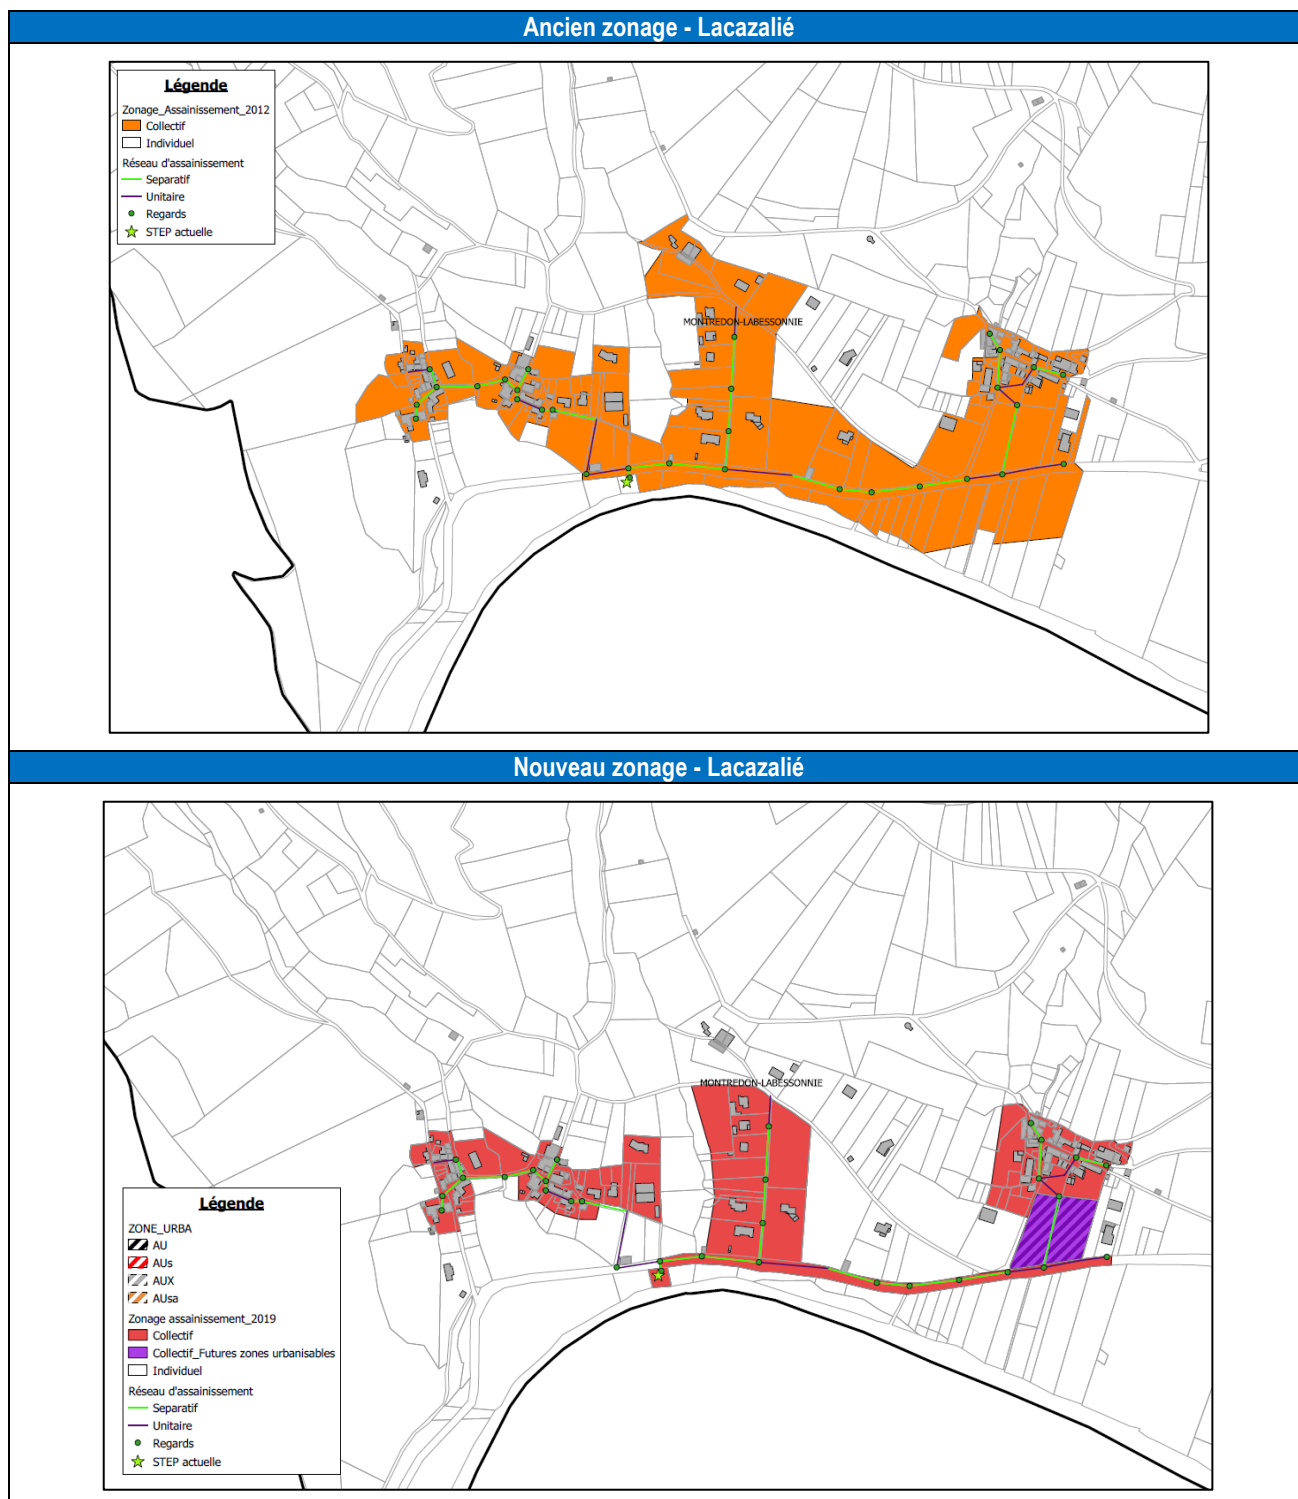 Ancien zonage - Lacazalié
Légende
Zonage_Assainissement_2012
Collectif
Individuel
Réseau d'assainissement
Separatif
Unitaire
Regards
STEP actuelle
MONTREDON-LABESSONNIE
Nouveau zonage - Lacazalié
MONTREDON-LABESSONNIE
Légende
ZONE_URBA
AU
AUs
AUX
AUsa
Zonage assainissement_2019
Collectif
Collectif_Futures zones urbanisables
Individuel
Réseau d'assainissement
Separatif
Unitaire
Regards
STEP actuelle